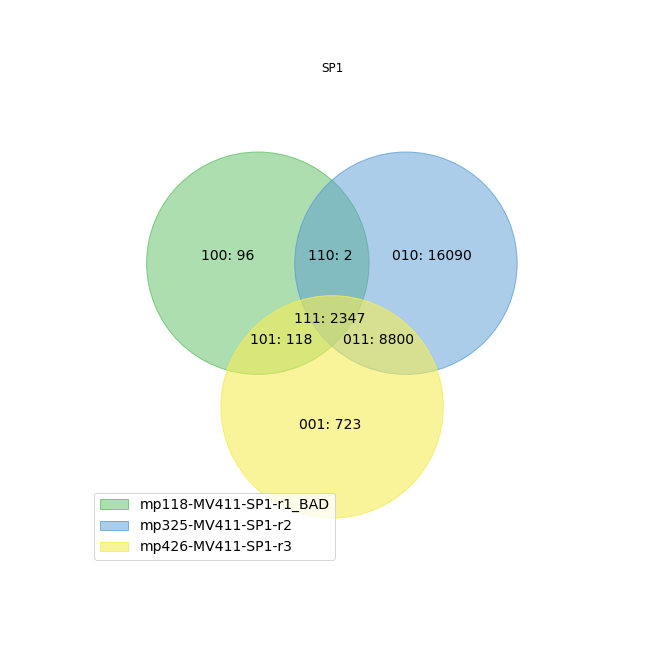 SP1
100: 96
110: 2
010: 16090
111: 2347
101: 118
011: 8800
001: 723
mp118-MV411-SP1-r1_BAD
mp325-MV411-SP1-r2
mp426-MV411-SP1-r3